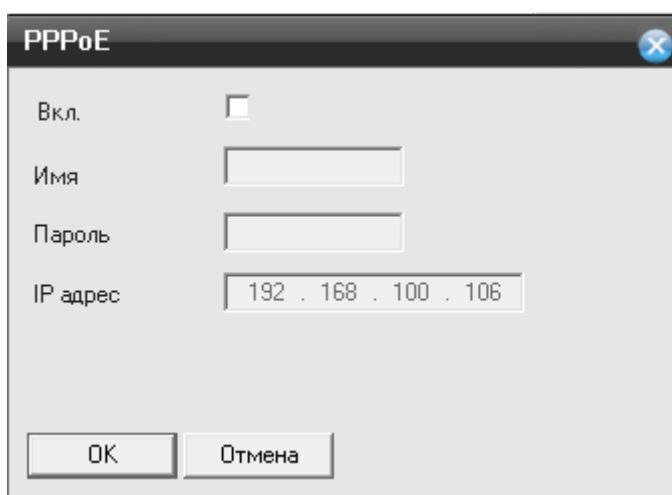 PPPoE
Вкл.
Имя
Пароль
IP адрес 192 . 168 . 100 . 106
OK Отмена